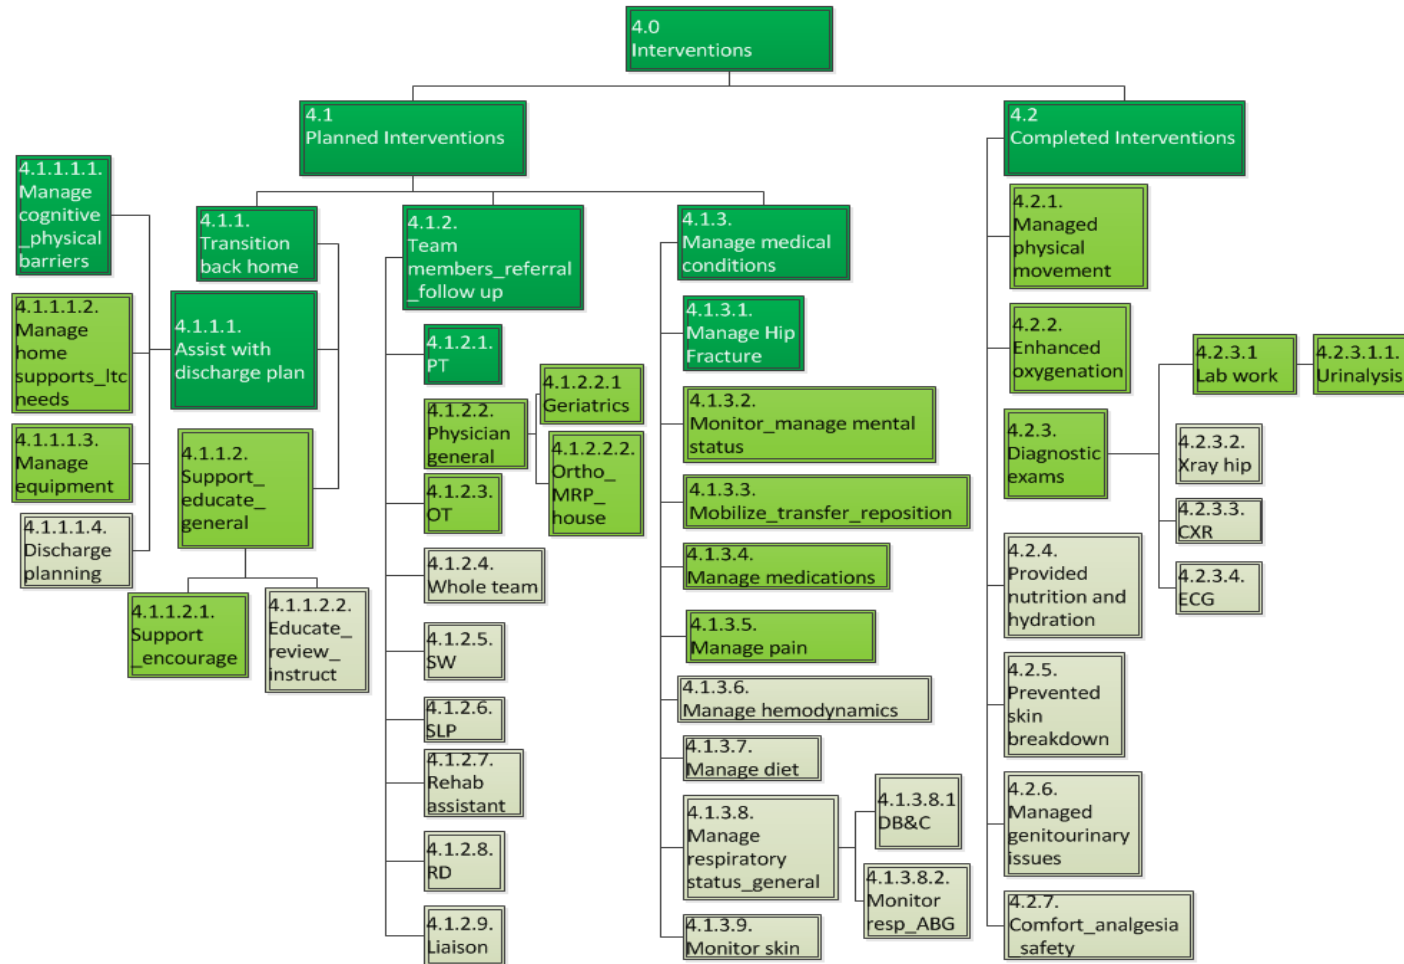 4.0
Interventions
4.1
Planned Interventions
4.1.1.1.1.
Manage
cognitive
_physical
barriers
4.1.1.1.2.
Manage
home
supports_ltc
needs
4.1.1.1.3.
Manage
equipment
4.1.1.1.4.
Discharge
planning
4.1.1.
Transition
back home
4.1.1.1.
Assist with
discharge plan
4.1.1.2.
Support_
educate_
general
4.1.1.2.1.
Support
_encourage
4.1.1.2.2.
Educate_
review_
instruct
4.1.2.
Team
members_referral
_follow up
4.1.2.1.
PT
4.1.2.2.
Physician
general
4.1.2.2.1
Geriatrics
4.1.2.2.2.
Ortho_
MRP_
house
4.1.2.3.
OT
4.1.2.4.
Whole team
4.1.2.5.
SW
4.1.2.6.
SLP
4.1.2.7.
Rehab
assistant
4.1.2.8.
RD
4.1.2.9.
Liaison
4.1.3.
Manage medical
conditions
4.1.3.1.
Manage Hip
Fracture
4.1.3.2.
Monitor_manage mental
status
4.1.3.3.
Mobilize_transfer_reposition
4.1.3.4.
Manage medications
4.1.3.5.
Manage pain
4.1.3.6.
Manage hemodynamics
4.1.3.7.
Manage diet
4.1.3.8.
Manage
respiratory
status_general
4.1.3.8.1
DB&C
4.1.3.8.2.
Monitor
resp_ABG
4.1.3.9.
Monitor skin
4.2
Completed Interventions
4.2.1.
Managed
physical
movement
4.2.2.
Enhanced
oxygenation
4.2.3.
Diagnostic
exams
4.2.3.1
Lab work
4.2.3.1.1.
Urinalysis
4.2.3.2.
Xray hip
4.2.3.3.
CXR
4.2.3.4.
ECG
4.2.4.
Provided
nutrition and
hydration
4.2.5.
Prevented
skin
breakdown
4.2.6.
Managed
genitourinary
issues
4.2.7.
Comfort_analgesia
_safety